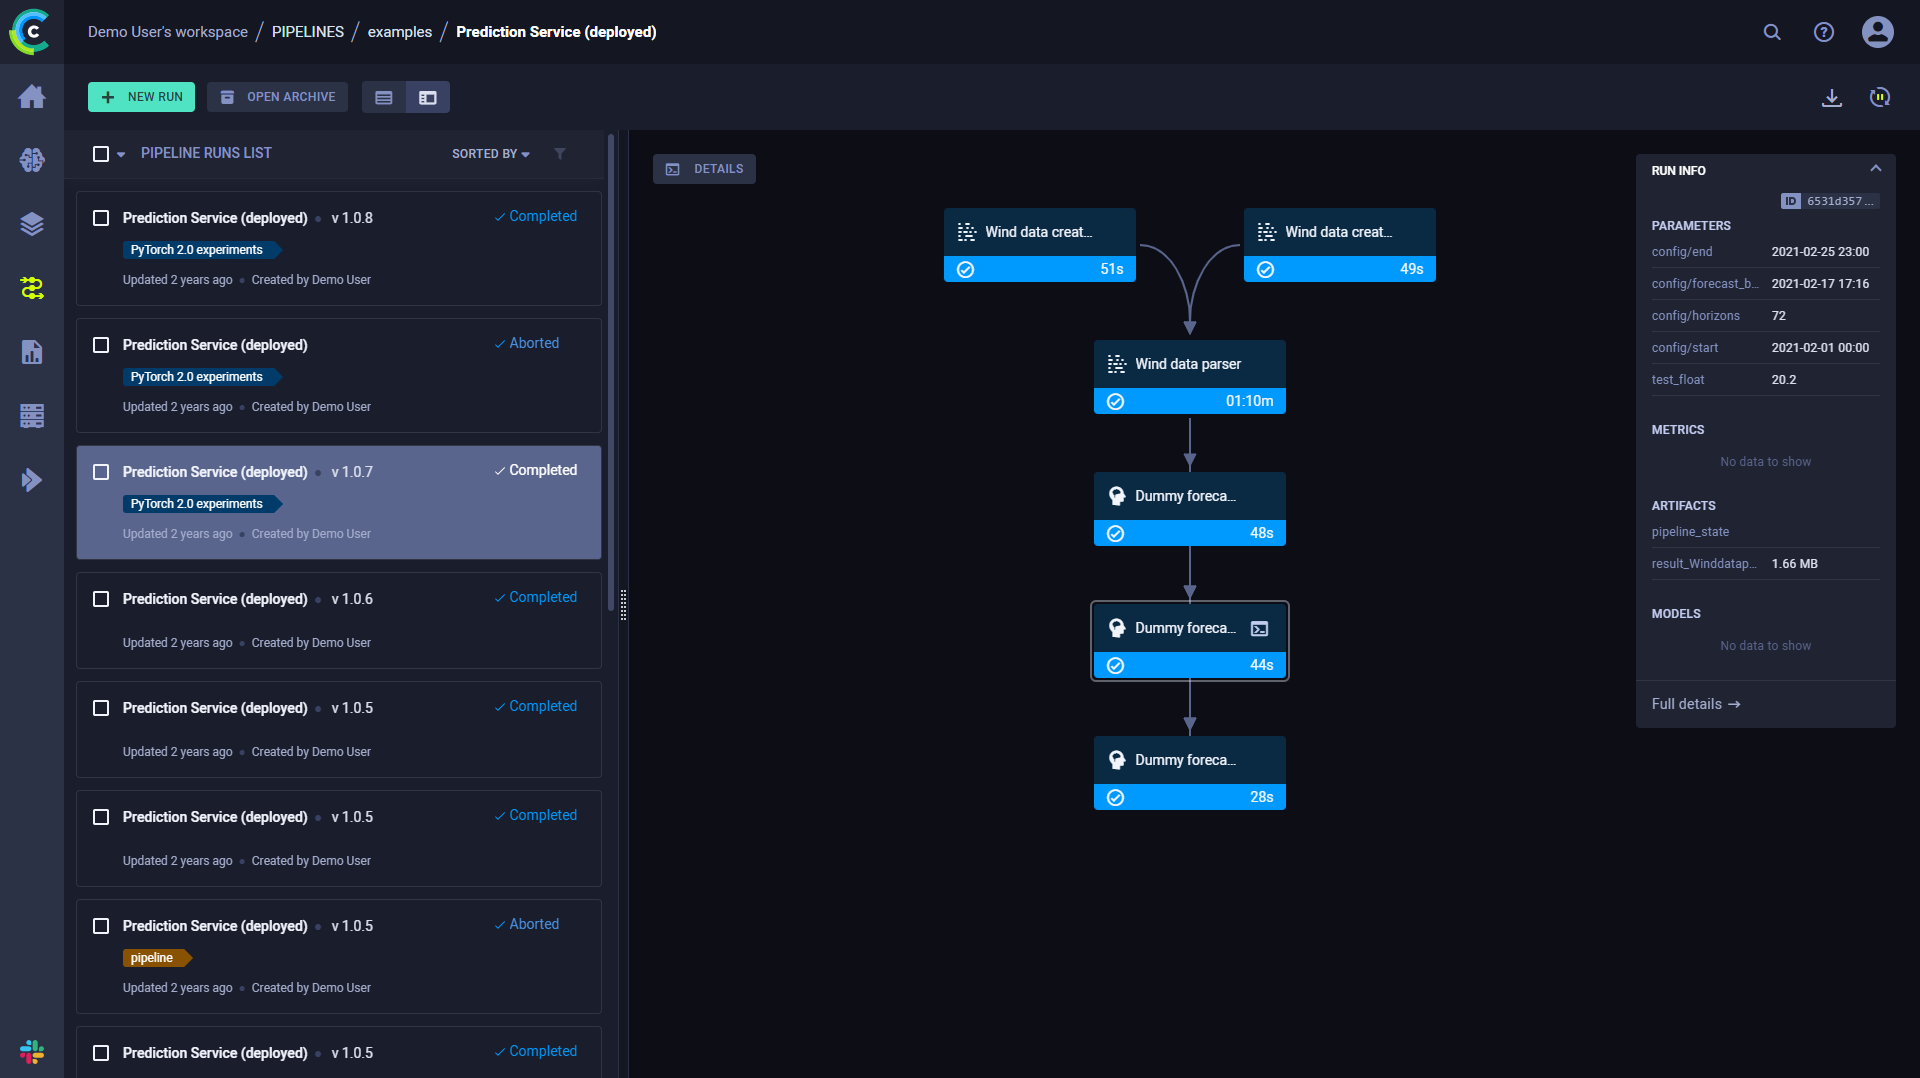 Demo User's workspace / PIPELINES / examples / Prediction Service (deployed)
NEW RUN
OPEN ARCHIVE
PIPELINE RUNS LIST
SORTED BY
Prediction Service (deployed) v 1.0.8
Completed
PyTorch 2.0 experiments
Updated 2 years ago Created by Demo User
Prediction Service (deployed)
Aborted
PyTorch 2.0 experiments
Updated 2 years ago Created by Demo User
Prediction Service (deployed) v 1.0.7
Completed
PyTorch 2.0 experiments
Updated 2 years ago Created by Demo User
Prediction Service (deployed) v 1.0.6
Completed
Updated 2 years ago Created by Demo User
Prediction Service (deployed) v 1.0.5
Completed
Updated 2 years ago Created by Demo User
Prediction Service (deployed) v 1.0.5
Completed
Updated 2 years ago Created by Demo User
Prediction Service (deployed) v 1.0.5
Aborted
pipeline
Updated 2 years ago Created by Demo User
Prediction Service (deployed) v 1.0.5
Completed
DETAILS
Wind data creat...
51s
Wind data creat...
49s
Wind data parser
01:10m
Dummy foreca...
48s
Dummy foreca...
44s
Dummy foreca...
28s
RUN INFO
ID 6531d357 ...
PARAMETERS
config/end 2021-02-25 23:00
config/forecast_b... 2021-02-17 17:16
config/horizons 72
config/start 2021-02-01 00:00
test_float 20.2
METRICS
No data to show
ARTIFACTS
pipeline_state
result_Winddatap... 1.66 MB
MODELS
No data to show
Full details →